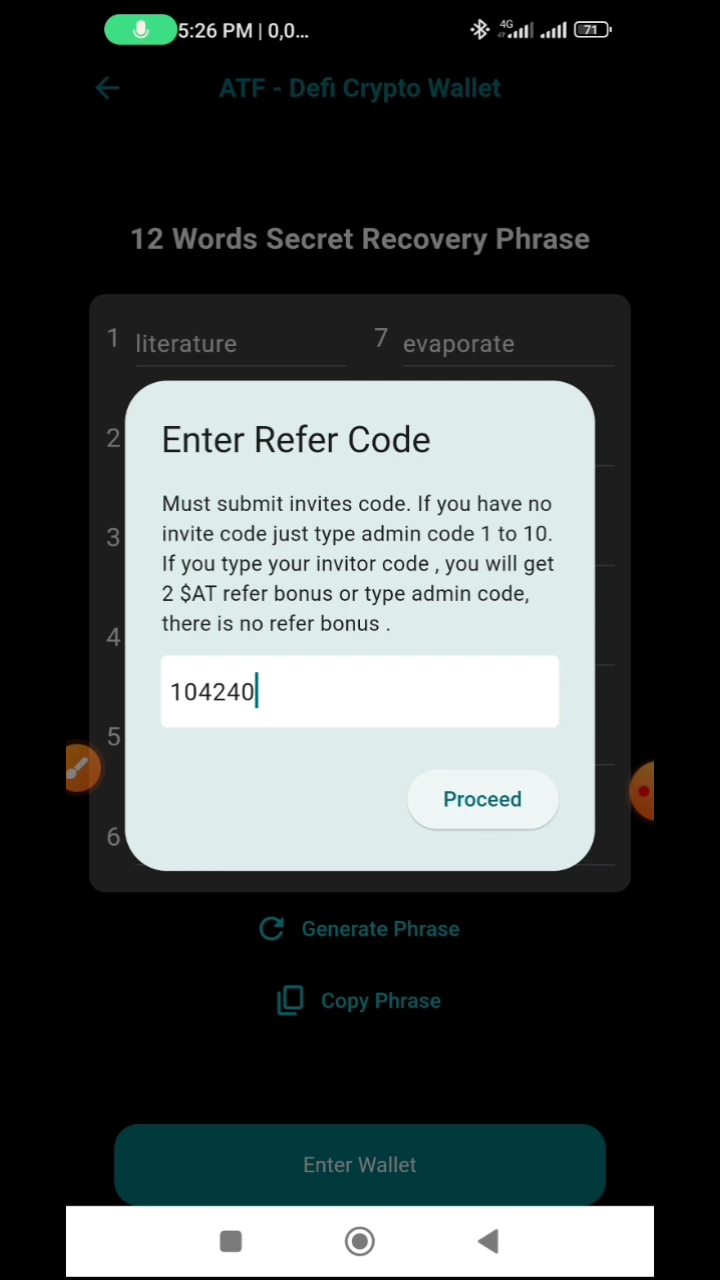 5:26 PM | 0,0... 4G 71
ATF - Defi Crypto Wallet
12 Words Secret Recovery Phrase
1 literature 7 evaporate
2
3
4
5
6
Enter Refer Code
Must submit invites code. If you have no
invite code just type admin code 1 to 10.
If you type your invitor code , you will get
2 $AT refer bonus or type admin code,
there is no refer bonus .
104240
Proceed
Generate Phrase
Copy Phrase
Enter Wallet